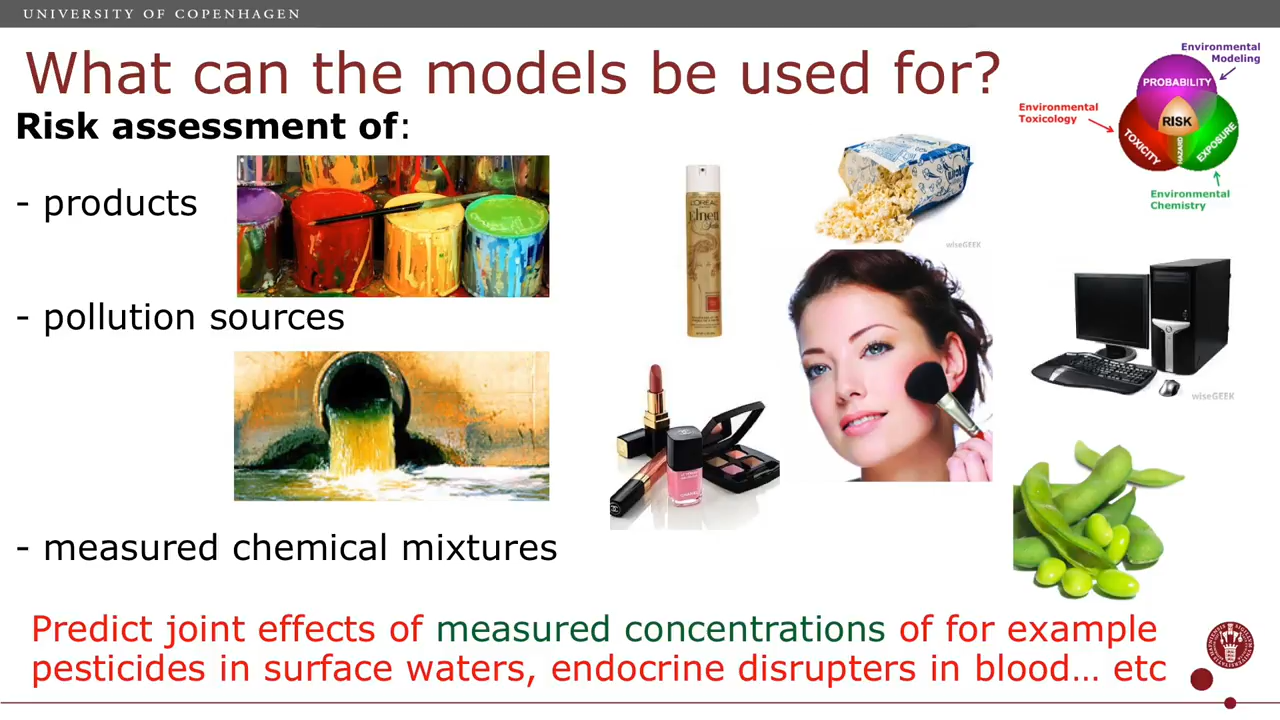 UNIVERSITY OF COPENHAGEN
What can the models be used for?
Environmental
Modeling
PROBABILITY
Environmental
Toxicology
RISK
TOXICITY
HAZARD
EXPOSURE
Environmental
Chemistry
Risk assessment of:
- products
L'ORÉAL
Elnett
wiseGEEK
- pollution sources
wiseGEEK
CHANEL
- measured chemical mixtures
Predict joint effects of measured concentrations of for example
pesticides in surface waters, endocrine disrupters in blood... etc